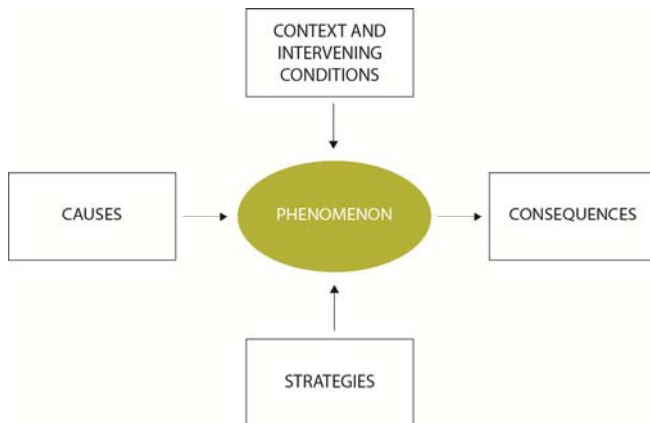 CONTEXT AND
INTERVENING
CONDITIONS
CAUSES
PHENOMENON
CONSEQUENCES
STRATEGIES